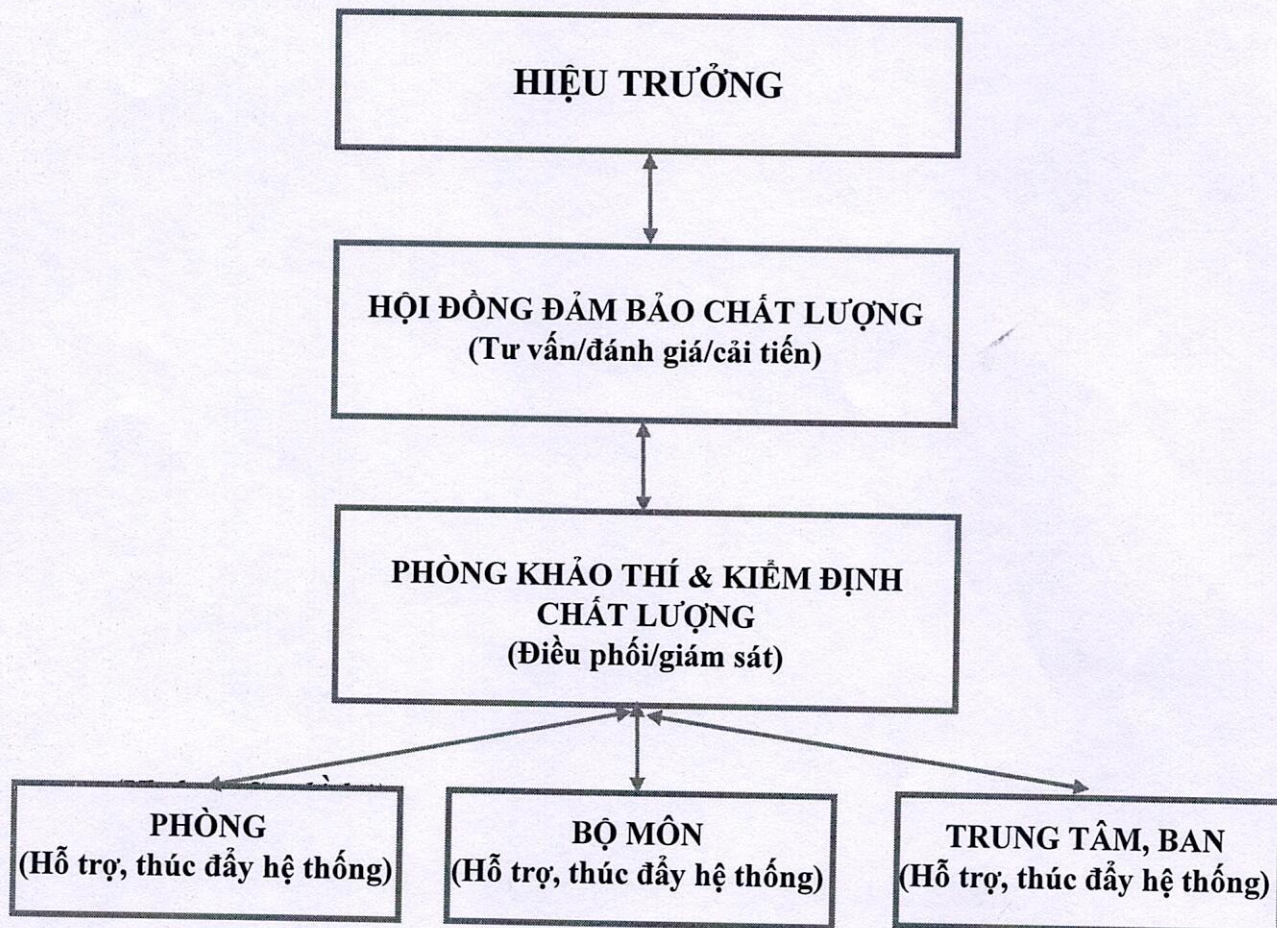 HIỆU TRƯỞNG
HỘI ĐỒNG ĐẢM BẢO CHẤT LƯỢNG
(Tư vấn/đánh giá/cải tiến)
PHÒNG KHẢO THÍ & KIỂM ĐỊNH
CHẤT LƯỢNG
(Điều phối/giám sát)
PHÒNG
(Hỗ trợ, thúc đẩy hệ thống)
BỘ MÔN
(Hỗ trợ, thúc đẩy hệ thống)
TRUNG TÂM, BAN
(Hỗ trợ, thúc đẩy hệ thống)